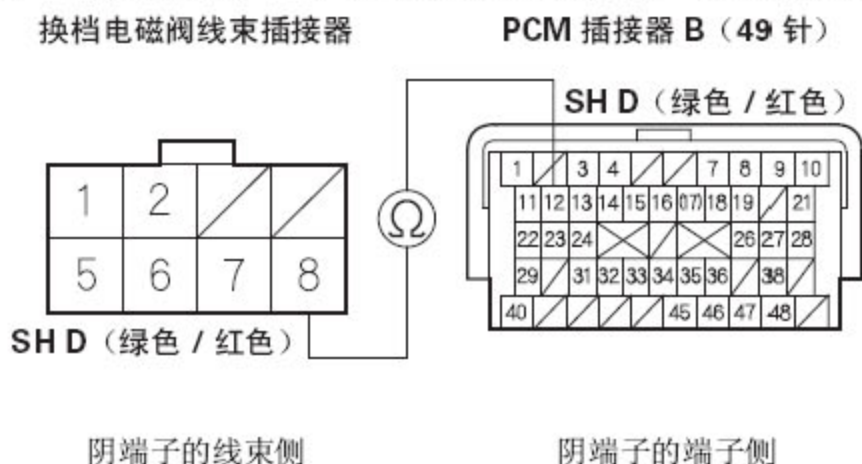 换档电磁阀线束插接器
PCM 插接器 B（49 针）
SH D（绿色 / 红色）
1 2
5 6 7 8
SH D（绿色 / 红色）
Ω
1 3 4 7 8 9 10
11 12 13 14 15 16 (17) 18 19 21
22 23 24 26 27 28
29 31 32 33 34 35 36 38
40 45 46 47 48
阴端子的线束侧
阴端子的端子侧